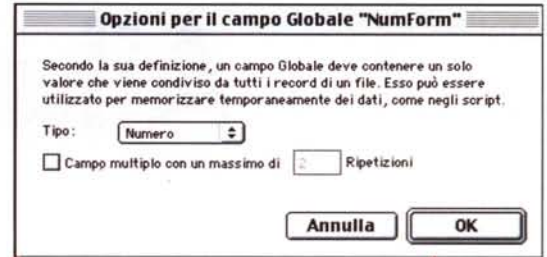 Opzioni per il campo Globale "NumForm"
Secondo la sua definizione, un campo Globale deve contenere un solo
valore che viene condiviso da tutti i record di un file. Esso può essere
utilizzato per memorizzare temporaneamente dei dati, come negli script.
Tipo: Numero
Campo multiplo con un massimo di 2 Ripetizioni
Annulla OK